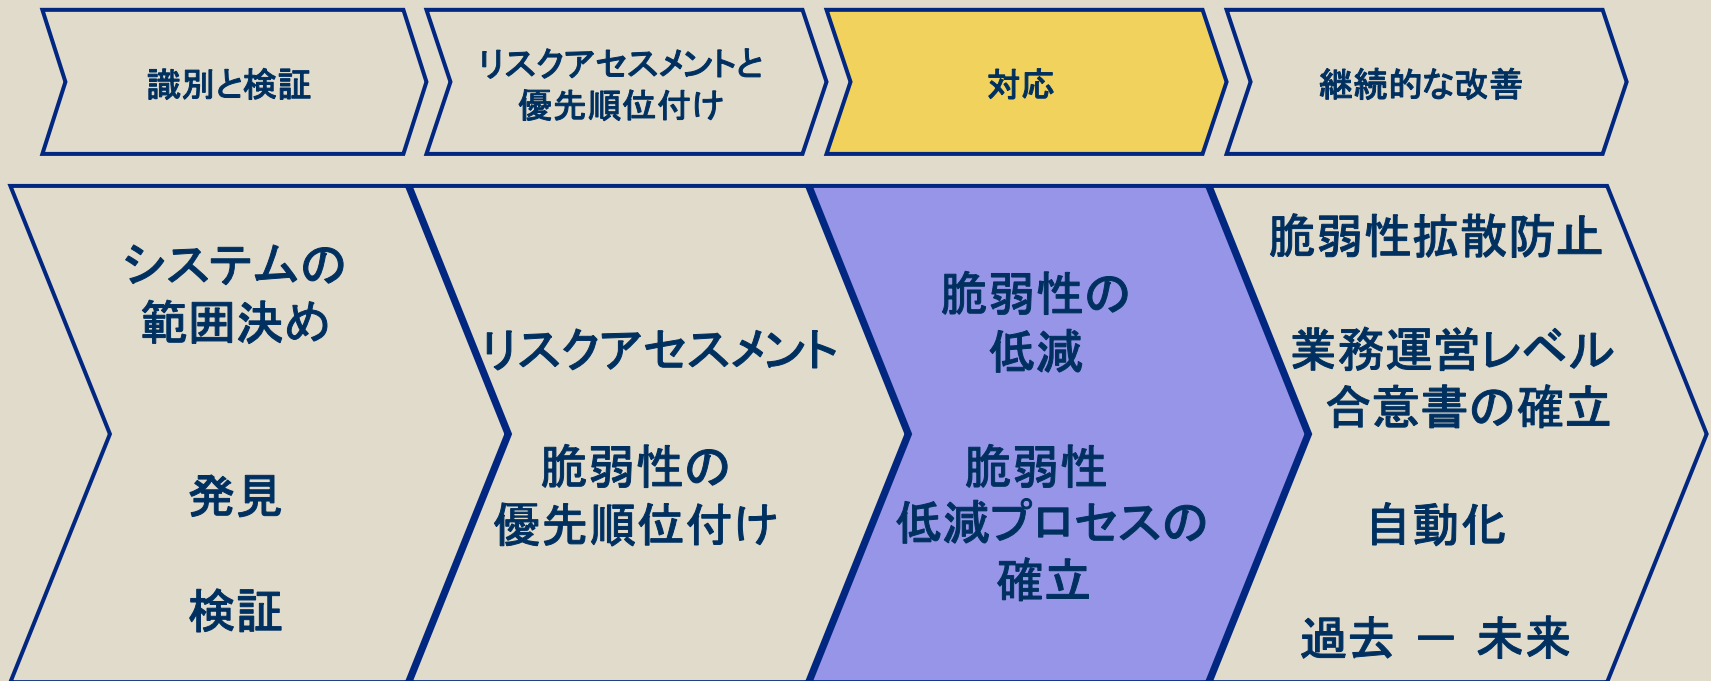 識別と検証
リスクアセスメントと
優先順位付け
対応
継続的な改善
システムの
範囲決め
発見
検証
リスクアセスメント
脆弱性の
優先順位付け
脆弱性の
低減
脆弱性
低減プロセスの
確立
脆弱性拡散防止
業務運営レベル
合意書の確立
自動化
過去 ー 未来